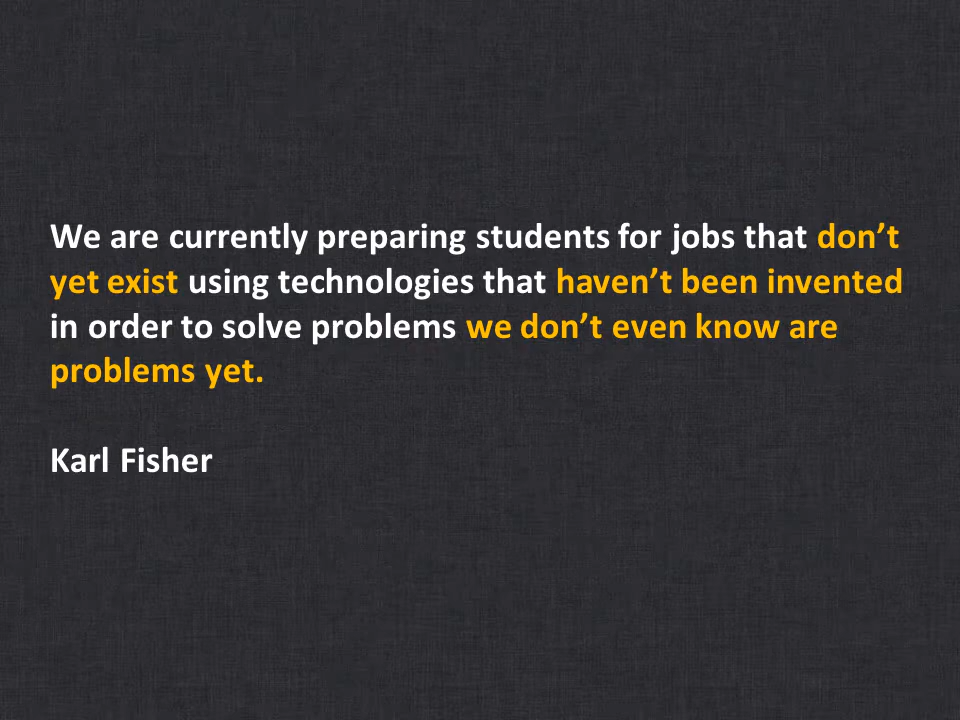 We are currently preparing students for jobs that don’t
yet exist using technologies that haven’t been invented
in order to solve problems we don’t even know are
problems yet.
Karl Fisher